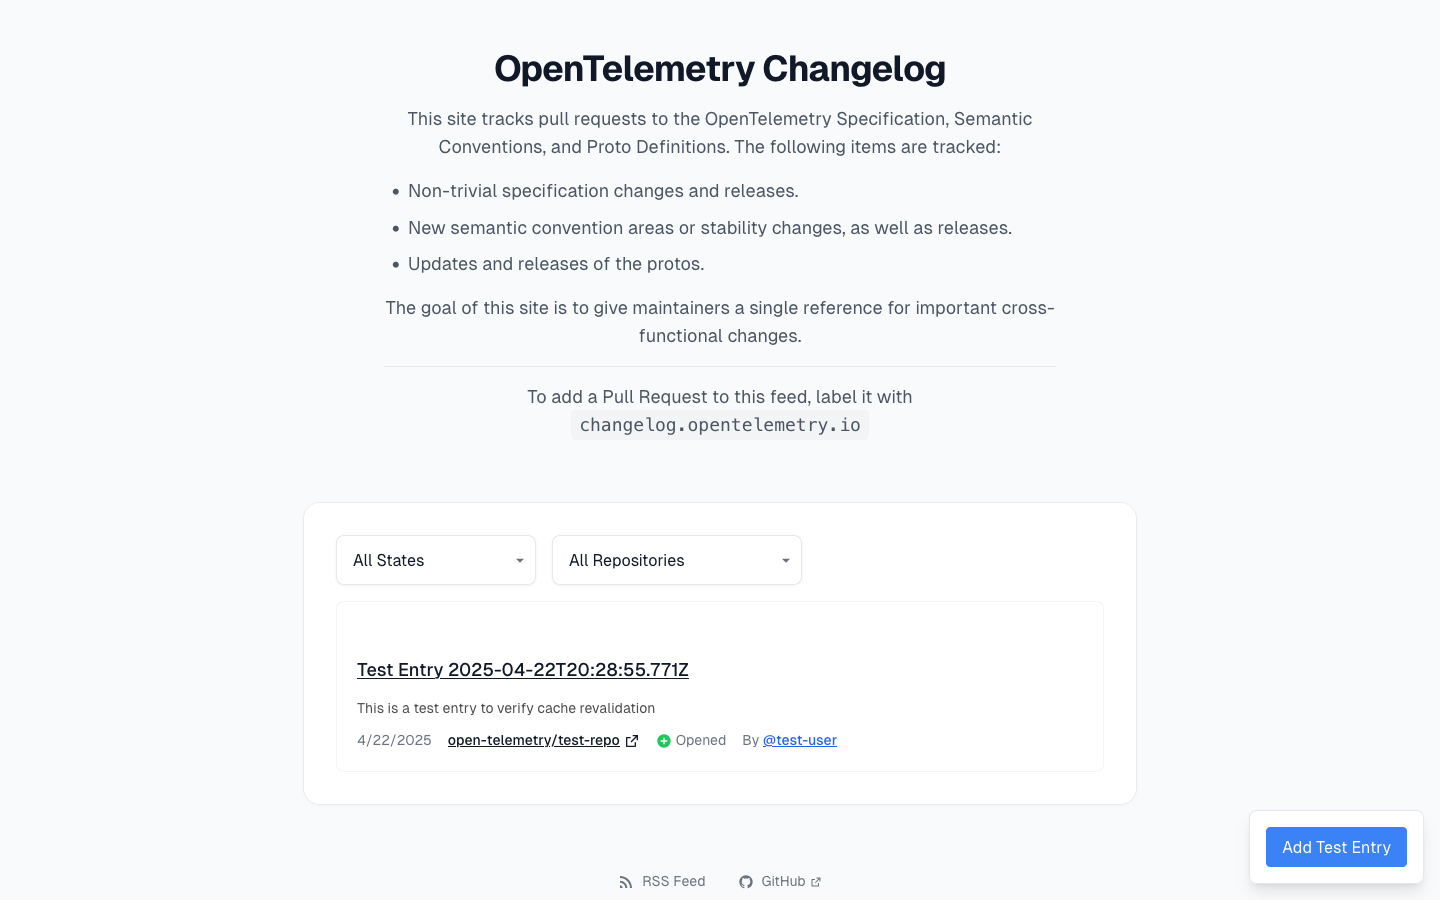 OpenTelemetry Changelog
This site tracks pull requests to the OpenTelemetry Specification, Semantic
Conventions, and Proto Definitions. The following items are tracked:
• Non-trivial specification changes and releases.
• New semantic convention areas or stability changes, as well as releases.
• Updates and releases of the protos.
The goal of this site is to give maintainers a single reference for important cross-
functional changes.
To add a Pull Request to this feed, label it with
changelog.opentelemetry.io
All States All Repositories
Test Entry 2025-04-22T20:28:55.771Z
This is a test entry to verify cache revalidation
4/22/2025 open-telemetry/test-repo Opened By @test-user
Add Test Entry
RSS Feed GitHub